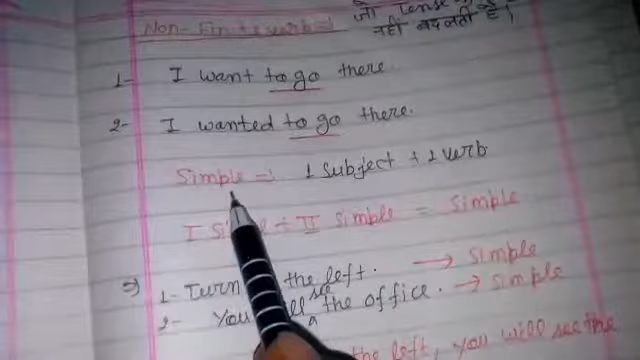 Non-Finite verb ⇒ जो tense
नहीं बदलती है।
1- I want to go there.
2- I wanted to go there.
Simple ⇒ 1 subject + 1 verb
I + II simple = simple
1- Turn the left. → simple
2- You see the office. → simple
the left, you will see the